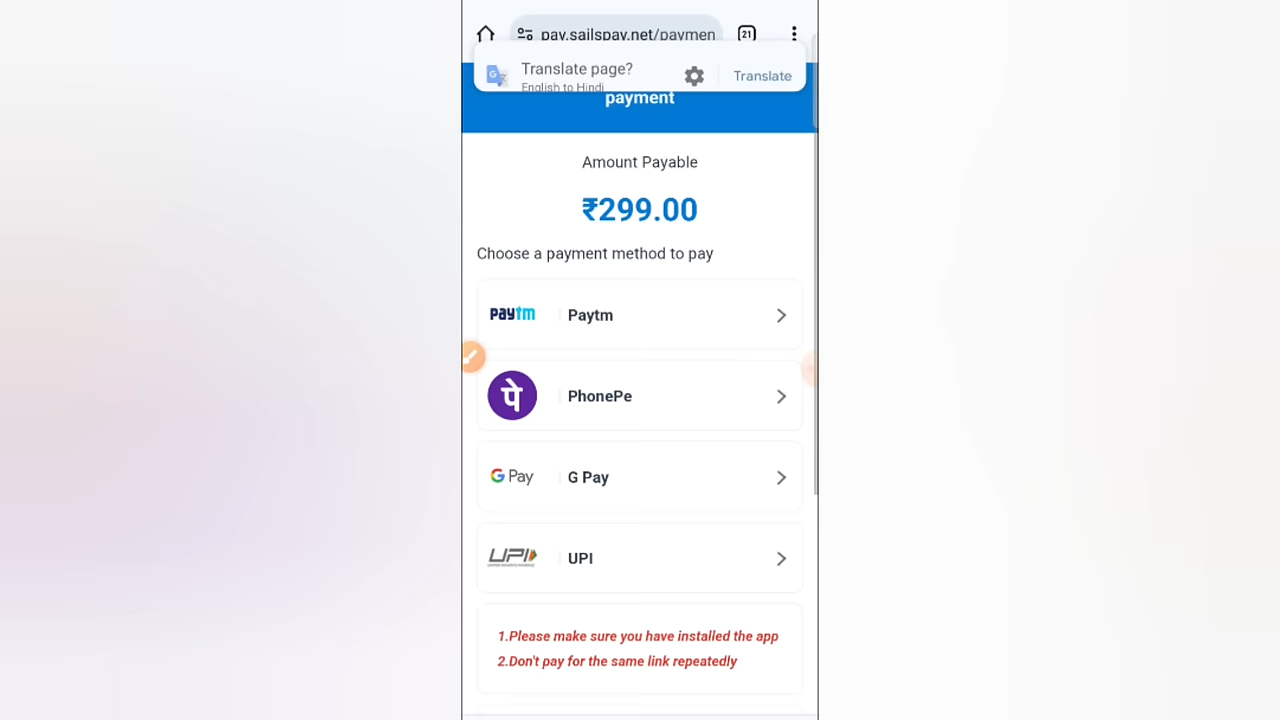 pay.sailspay.net/paymen
21
Translate page?
English to Hindi
Translate
payment
Amount Payable
₹299.00
Choose a payment method to pay
paytm Paytm
पे PhonePe
G Pay G Pay
UPI UPI
1.Please make sure you have installed the app
2.Don't pay for the same link repeatedly